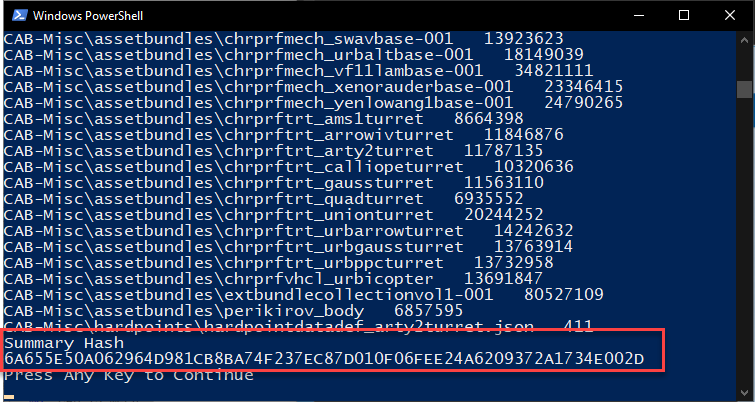 Windows PowerShell
CAB-Misc\assetbundles\chrprfmech_swavbase-001 13923623
CAB-Misc\assetbundles\chrprfmech_urbaltbase-001 18149039
CAB-Misc\assetbundles\chrprfmech_vf11lambase-001 34821111
CAB-Misc\assetbundles\chrprfmech_xenorauderbase-001 23346415
CAB-Misc\assetbundles\chrprfmech_yenlowang1base-001 24790265
CAB-Misc\assetbundles\chrprftrt_ams1turret 8664398
CAB-Misc\assetbundles\chrprftrt_arrowivturret 11846876
CAB-Misc\assetbundles\chrprftrt_arty2turret 11787135
CAB-Misc\assetbundles\chrprftrt_calliopeturret 10320636
CAB-Misc\assetbundles\chrprftrt_gaussturret 11563110
CAB-Misc\assetbundles\chrprftrt_quadturret 6935552
CAB-Misc\assetbundles\chrprftrt_unionturret 20244252
CAB-Misc\assetbundles\chrprftrt_urbarrowturret 14242632
CAB-Misc\assetbundles\chrprftrt_urbgaussturret 13763914
CAB-Misc\assetbundles\chrprftrt_urbppcturret 13732958
CAB-Misc\assetbundles\chrprfvhcl_urbicopter 13691847
CAB-Misc\assetbundles\extbundlecollectionvol1-001 80527109
CAB-Misc\assetbundles\perikirov_body 6857595
CAB-Misc\hardpoints\hardpointdatadef_arty2turret.json 411
Summary Hash
6A655E50A062964D981CB8BA74F237EC87D010F06FEE24A6209372A1734E002D
Press Any Key to Continue